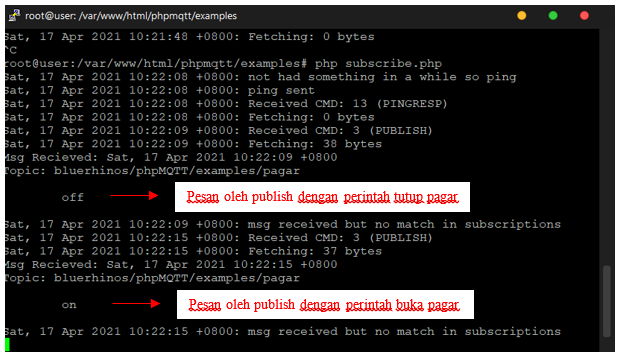 root@user: /var/www/html/phpmqtt/examples
Sat, 17 Apr 2021 10:21:48 +0800: Fetching: 0 bytes
^C
root@user:/var/www/html/phpmqtt/examples# php subscribe.php
Sat, 17 Apr 2021 10:22:08 +0800: not had something in a while so ping
Sat, 17 Apr 2021 10:22:08 +0800: ping sent
Sat, 17 Apr 2021 10:22:08 +0800: Received CMD: 13 (PINGRESP)
Sat, 17 Apr 2021 10:22:08 +0800: Fetching: 0 bytes
Sat, 17 Apr 2021 10:22:09 +0800: Received CMD: 3 (PUBLISH)
Sat, 17 Apr 2021 10:22:09 +0800: Fetching: 38 bytes
Msg Recieved: Sat, 17 Apr 2021 10:22:09 +0800
Topic: bluerhinos/phpMQTT/examples/pagar
off Pesan oleh publish dengan perintah tutup pagar
Sat, 17 Apr 2021 10:22:09 +0800: msg received but no match in subscriptions
Sat, 17 Apr 2021 10:22:15 +0800: Received CMD: 3 (PUBLISH)
Sat, 17 Apr 2021 10:22:15 +0800: Fetching: 37 bytes
Msg Recieved: Sat, 17 Apr 2021 10:22:15 +0800
Topic: bluerhinos/phpMQTT/examples/pagar
on Pesan oleh publish dengan perintah buka pagar
Sat, 17 Apr 2021 10:22:15 +0800: msg received but no match in subscriptions